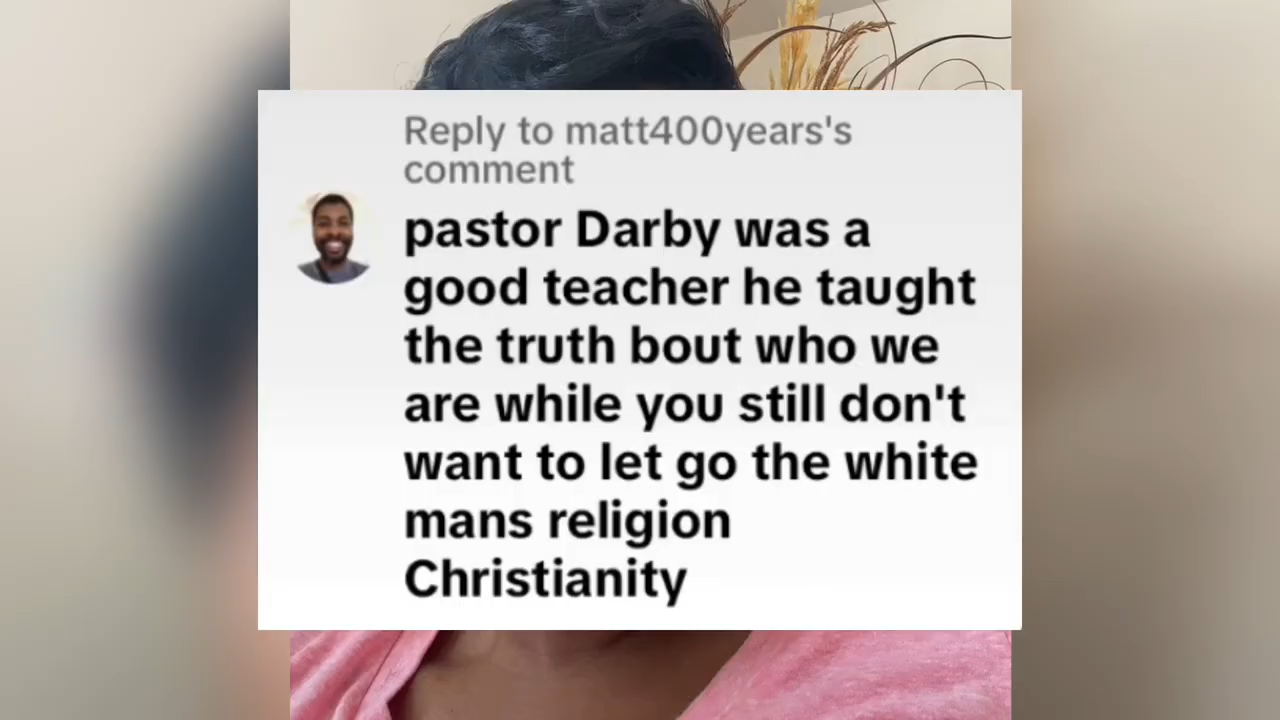 Reply to matt400years's
comment
pastor Darby was a
good teacher he taught
the truth bout who we
are while you still don't
want to let go the white
mans religion
Christianity